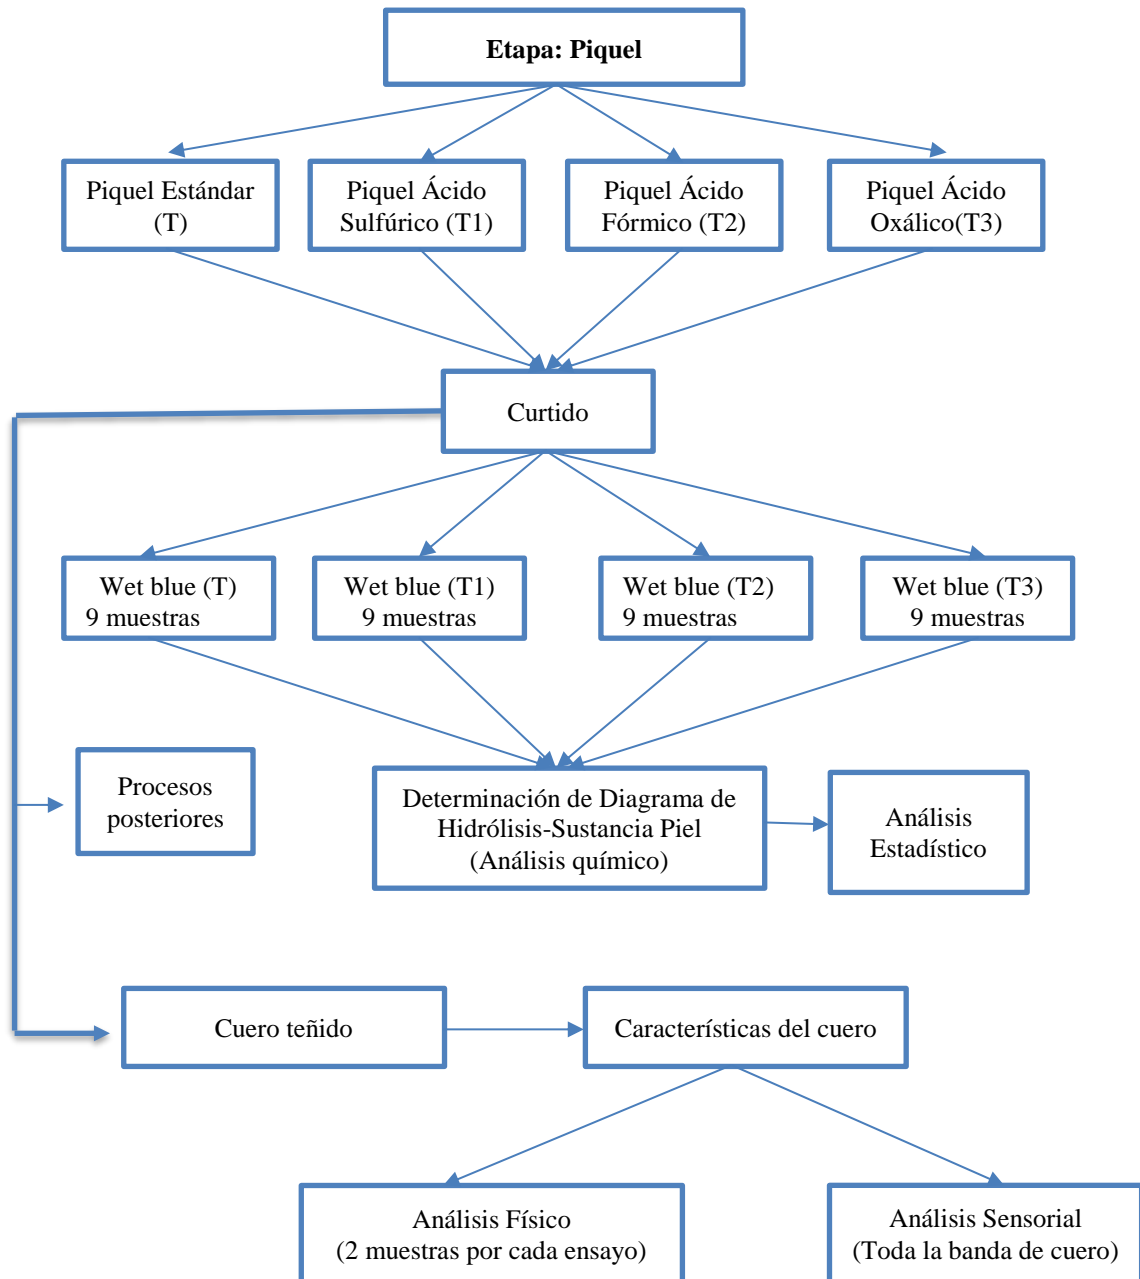 Etapa: Piquel
Piquel Estándar
(T)
Piquel Ácido
Sulfúrico (T1)
Piquel Ácido
Fórmico (T2)
Piquel Ácido
Oxálico(T3)
Curtido
Wet blue (T)
9 muestras
Wet blue (T1)
9 muestras
Wet blue (T2)
9 muestras
Wet blue (T3)
9 muestras
Procesos
posteriores
Determinación de Diagrama de
Hidrólisis-Sustancia Piel
(Análisis químico)
Análisis
Estadístico
Cuero teñido
Características del cuero
Análisis Físico
(2 muestras por cada ensayo)
Análisis Sensorial
(Toda la banda de cuero)